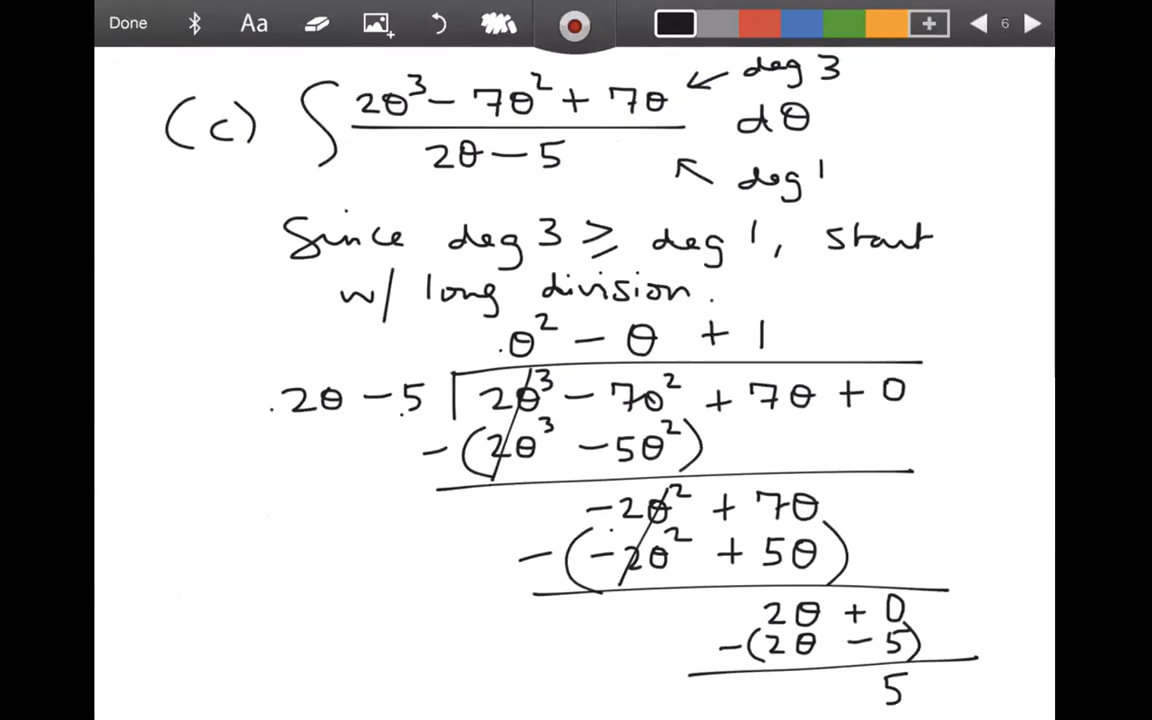 Done Aa 6
(c) ∫ (2θ³ − 7θ² + 7θ)/(2θ − 5) dθ ← deg 3
↖ deg 1
Since deg 3 ≥ deg 1, start
w/ long division.
θ² − θ + 1
2θ − 5 2θ³ − 7θ² + 7θ + 0
−(2θ³ − 5θ²)
−2θ² + 7θ
−(−2θ² + 5θ)
2θ + 0
−(2θ − 5)
5